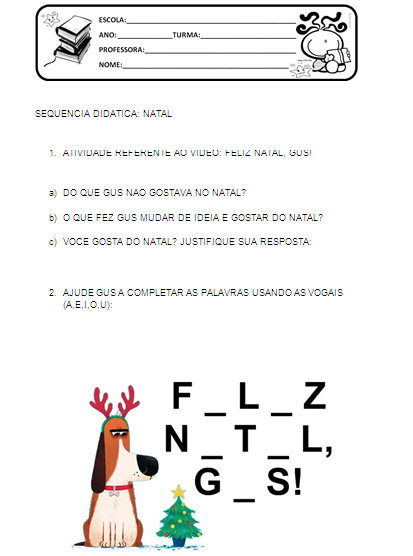 ESCOLA:
ANO: TURMA:
PROFESSORA:
NOME:
SEQUENCIA DIDATICA: NATAL
1. ATIVIDADE REFERENTE AO VIDEO: FELIZ NATAL, GUS!
a) DO QUE GUS NAO GOSTAVA NO NATAL?
b) O QUE FEZ GUS MUDAR DE IDEIA E GOSTAR DO NATAL?
c) VOCE GOSTA DO NATAL? JUSTIFIQUE SUA RESPOSTA:
2. AJUDE GUS A COMPLETAR AS PALAVRAS USANDO AS VOGAIS
(A,E,I,O,U):
F _ L _ Z
N _ T _ L,
G _ S!